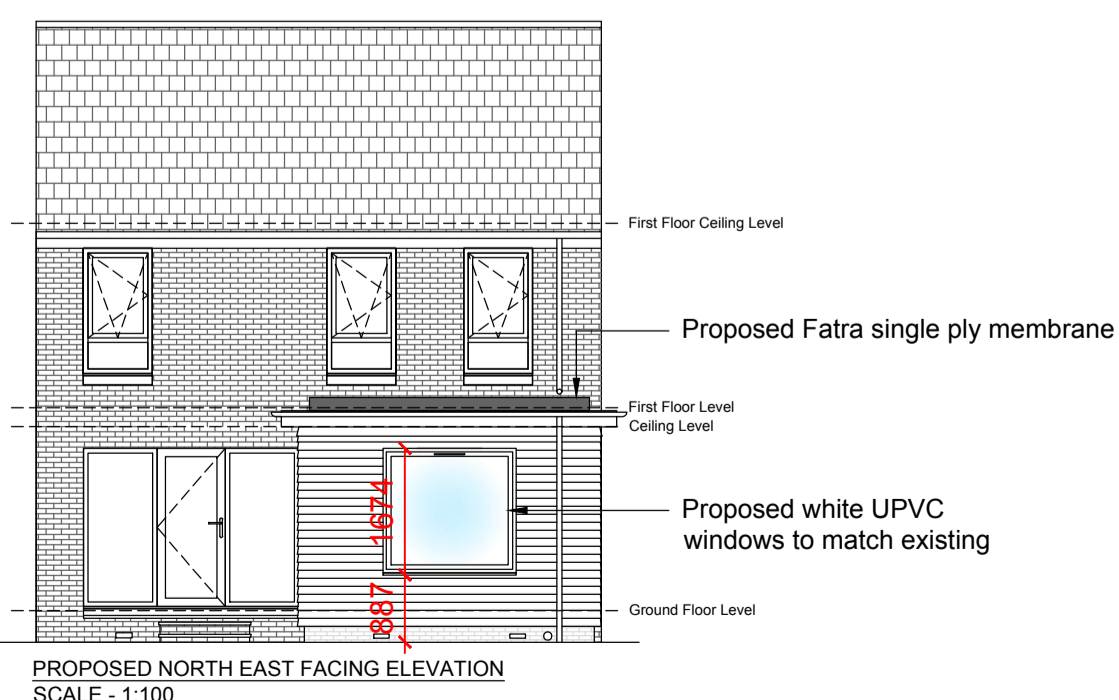 First Floor Ceiling Level
Proposed Fatra single ply membrane
First Floor Level
Ceiling Level
1674
Proposed white UPVC
windows to match existing
887
Ground Floor Level
PROPOSED NORTH EAST FACING ELEVATION
SCALE - 1:100